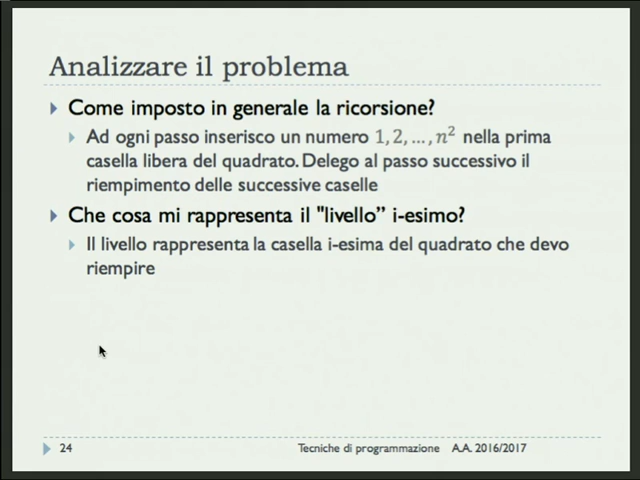 Analizzare il problema
Come imposto in generale la ricorsione?
Ad ogni passo inserisco un numero 1, 2, … , n² nella prima
casella libera del quadrato. Delego al passo successivo il
riempimento delle successive caselle
Che cosa mi rappresenta il "livello” i-esimo?
Il livello rappresenta la casella i-esima del quadrato che devo
riempire
24
Tecniche di programmazione A.A. 2016/2017